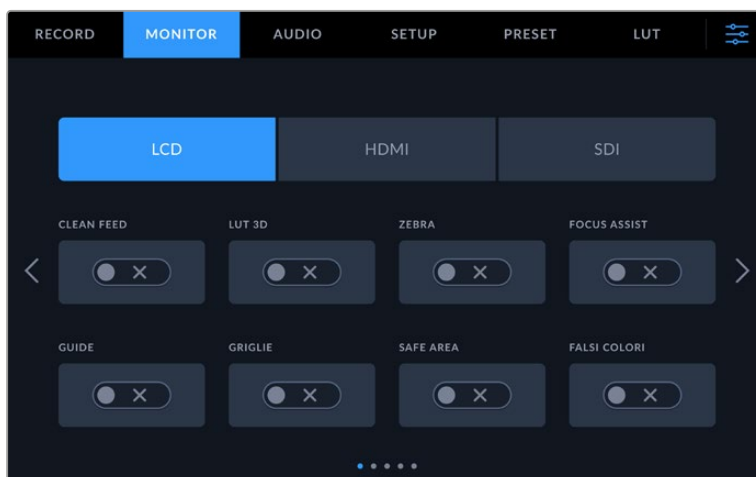 RECORD MONITOR AUDIO SETUP PRESET LUT
LCD HDMI SDI
CLEAN FEED LUT 3D ZEBRA FOCUS ASSIST
GUIDE GRIGLIE SAFE AREA FALSI COLORI